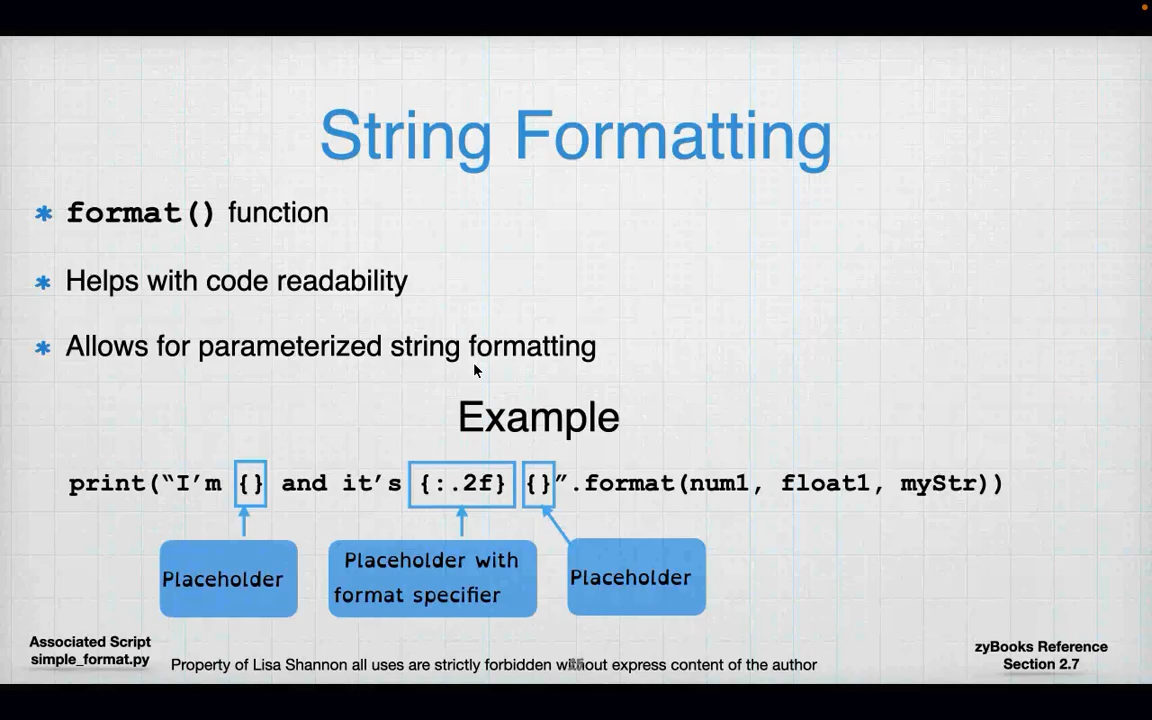 String Formatting
* format() function
* Helps with code readability
* Allows for parameterized string formatting
Example
print(“I’m {} and it’s {:.2f} {}”.format(num1, float1, myStr))
Placeholder
Placeholder with
format specifier
Placeholder
Associated Script
simple_format.py
Property of Lisa Shannon all uses are strictly forbidden without express content of the author
zyBooks Reference
Section 2.7